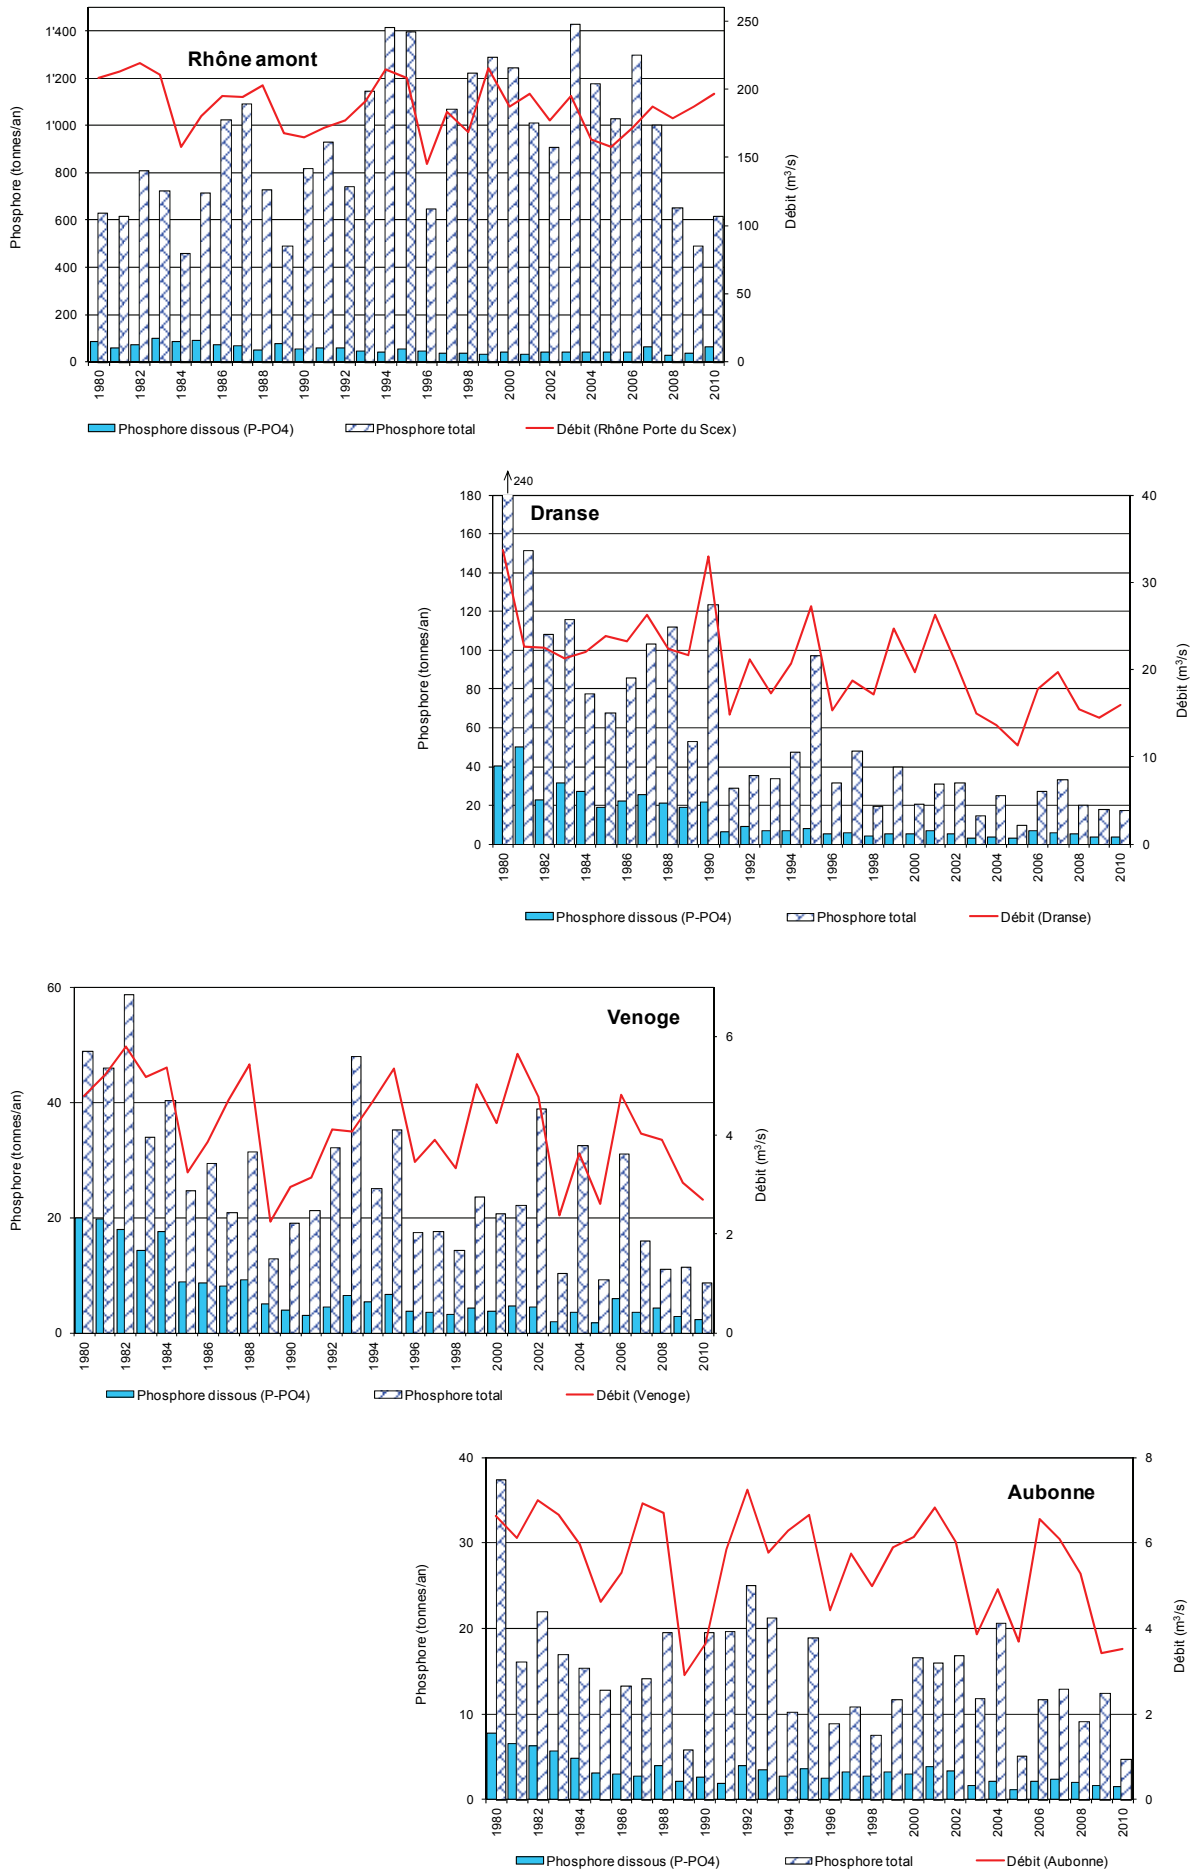 Rhône amont
Phosphore (tonnes/an)
1'400
1'200
1'000
800
600
400
200
0
250
200
150
100
50
0
Débit (m³/s)
1980 1982 1984 1986 1988 1990 1992 1994 1996 1998 2000 2002 2004 2006 2008 2010
Phosphore dissous (P-PO4) Phosphore total Débit (Rhône Porte du Scex)
240
Dranse
Phosphore (tonnes/an)
180
160
140
120
100
80
60
40
20
0
40
30
20
10
0
Débit (m³/s)
1980 1982 1984 1986 1988 1990 1992 1994 1996 1998 2000 2002 2004 2006 2008 2010
Phosphore dissous (P-PO4) Phosphore total Débit (Dranse)
Venoge
Phosphore (tonnes/an)
60
40
20
0
6
4
2
0
Débit (m³/s)
1980 1982 1984 1986 1988 1990 1992 1994 1996 1998 2000 2002 2004 2006 2008 2010
Phosphore dissous (P-PO4) Phosphore total Débit (Venoge)
Aubonne
Phosphore (tonnes/an)
40
30
20
10
0
8
6
4
2
0
Débit (m³/s)
1980 1982 1984 1986 1988 1990 1992 1994 1996 1998 2000 2002 2004 2006 2008 2010
Phosphore dissous (P-PO4) Phosphore total Débit (Aubonne)